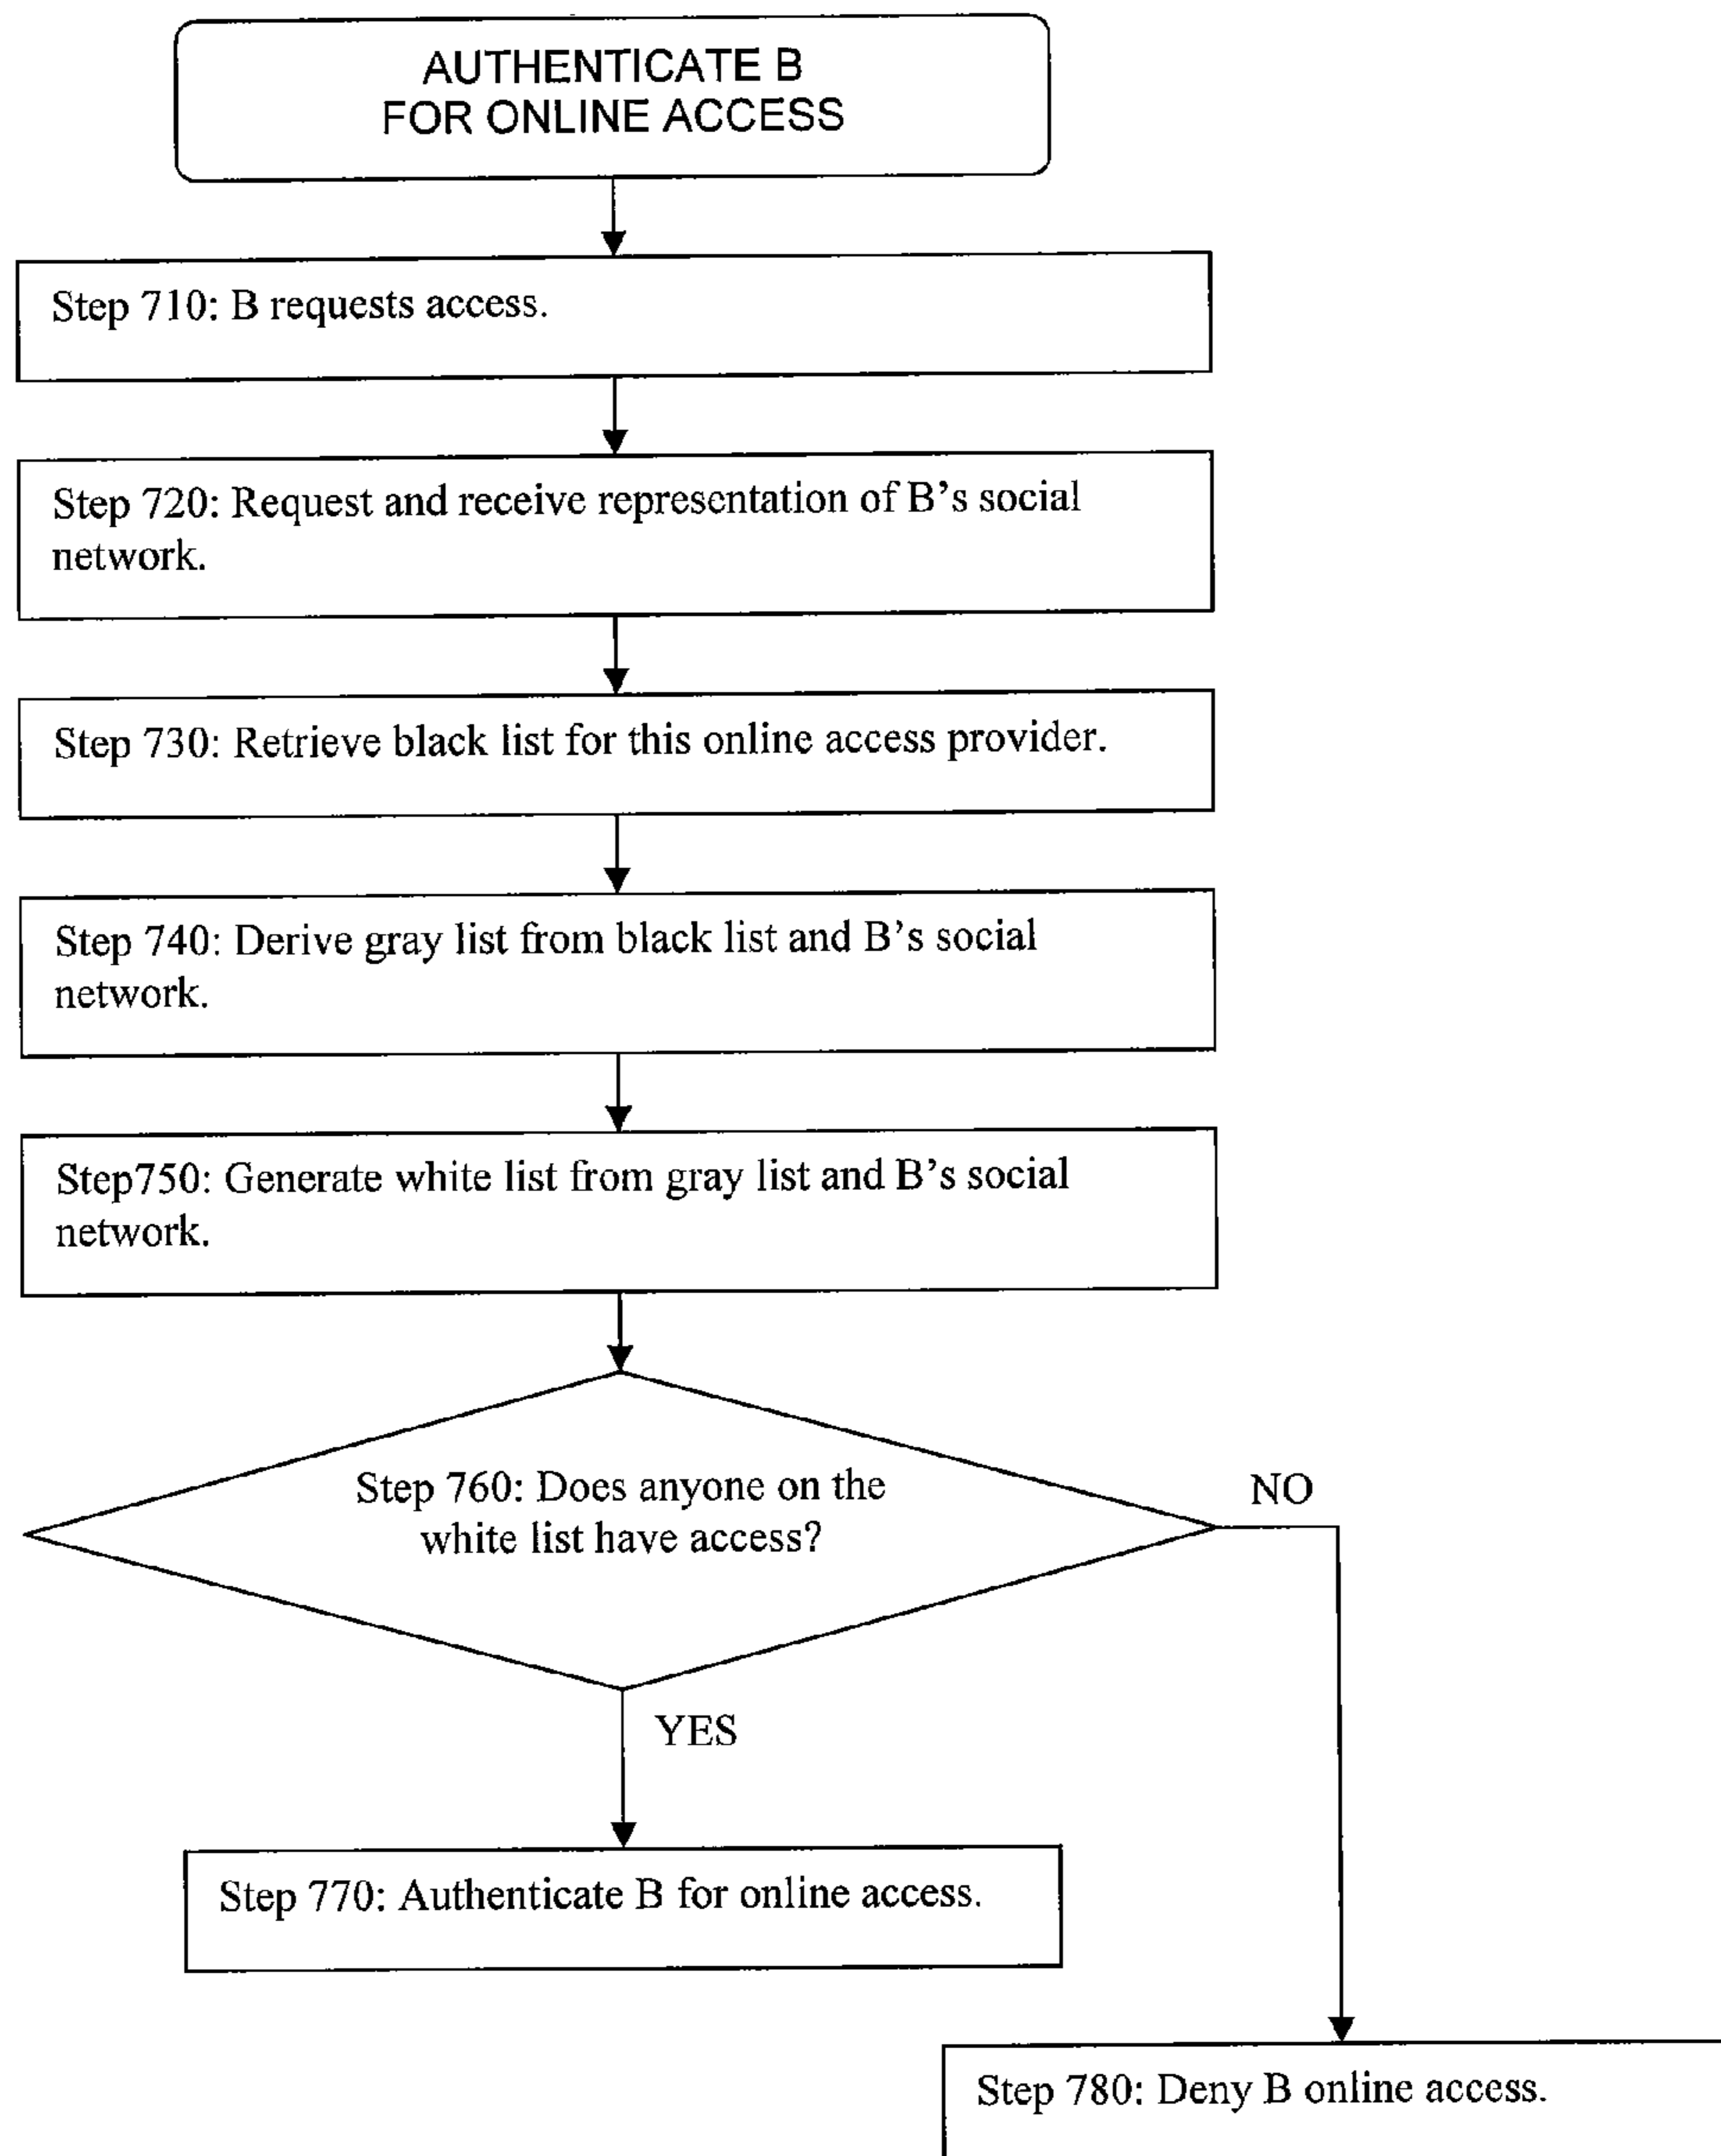 AUTHENTICATE B
FOR ONLINE ACCESS
Step 710: B requests access.
Step 720: Request and receive representation of B's social
network.
Step 730: Retrieve black list for this online access provider.
Step 740: Derive gray list from black list and B's social
network.
Step750: Generate white list from gray list and B's social
network.
Step 760: Does anyone on the
white list have access?
NO
YES
Step 770: Authenticate B for online access.
Step 780: Deny B online access.